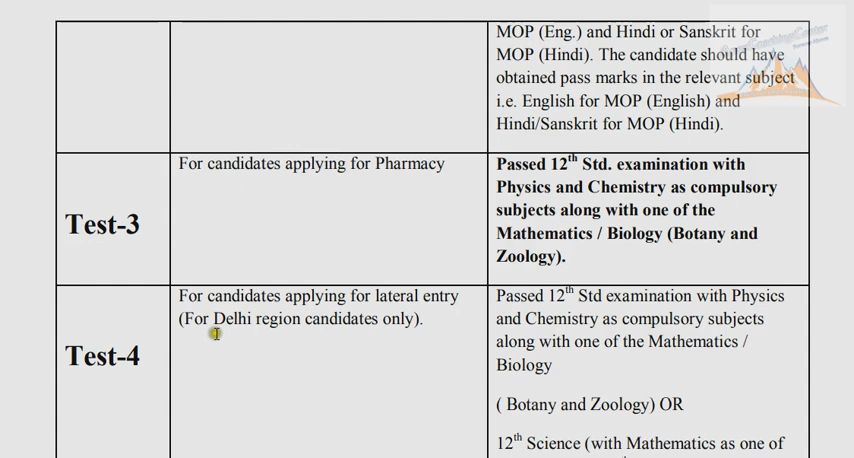 MOP (Eng.) and Hindi or Sanskrit for
MOP (Hindi). The candidate should have
obtained pass marks in the relevant subject
i.e. English for MOP (English) and
Hindi/Sanskrit for MOP (Hindi).
Test-3
For candidates applying for Pharmacy
Passed 12th Std. examination with
Physics and Chemistry as compulsory
subjects along with one of the
Mathematics / Biology (Botany and
Zoology).
Test-4
For candidates applying for lateral entry
(For Delhi region candidates only).
Passed 12th Std examination with Physics
and Chemistry as compulsory subjects
along with one of the Mathematics /
Biology
( Botany and Zoology) OR
12th Science (with Mathematics as one of